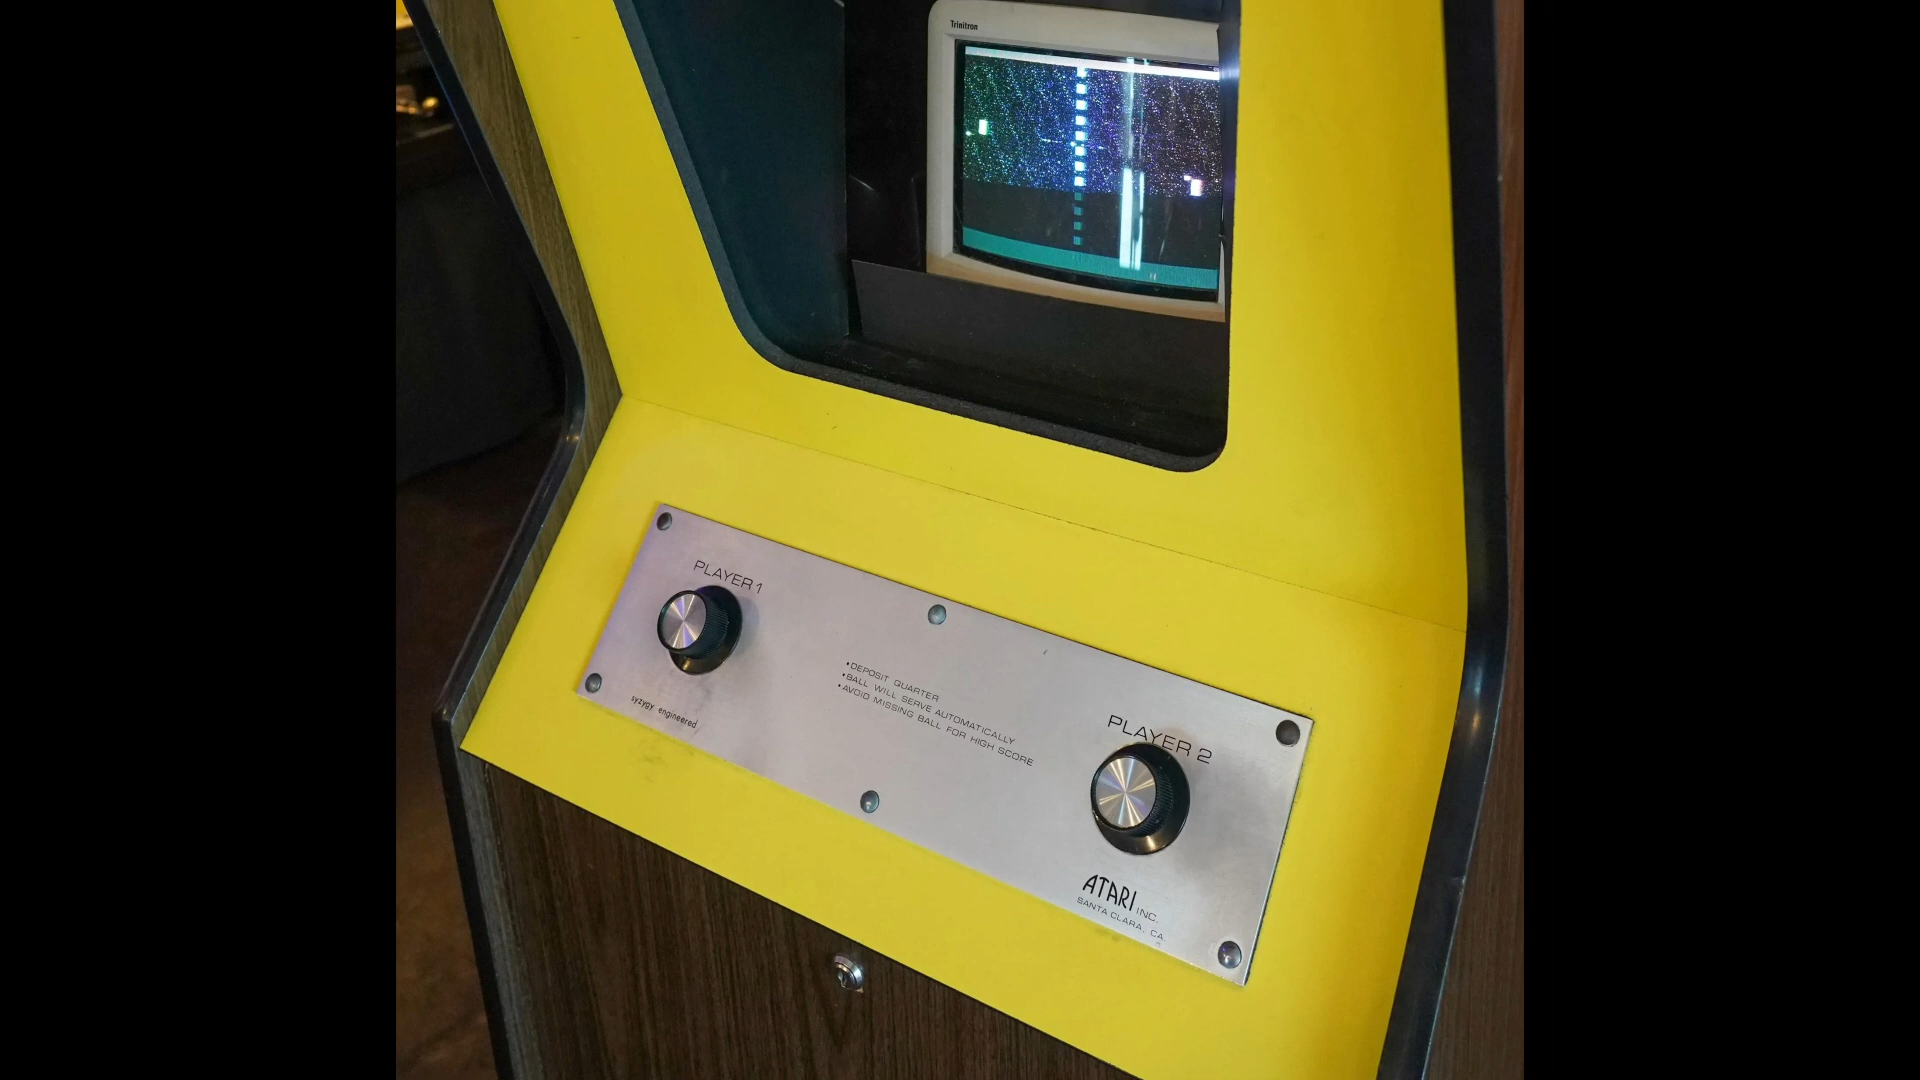 Trinitron
PLAYER 1
• DEPOSIT QUARTER
• BALL WILL SERVE AUTOMATICALLY
• AVOID MISSING BALL FOR HIGH SCORE
syzygy engineered
PLAYER 2
ATARI INC.
SANTA CLARA, CA.